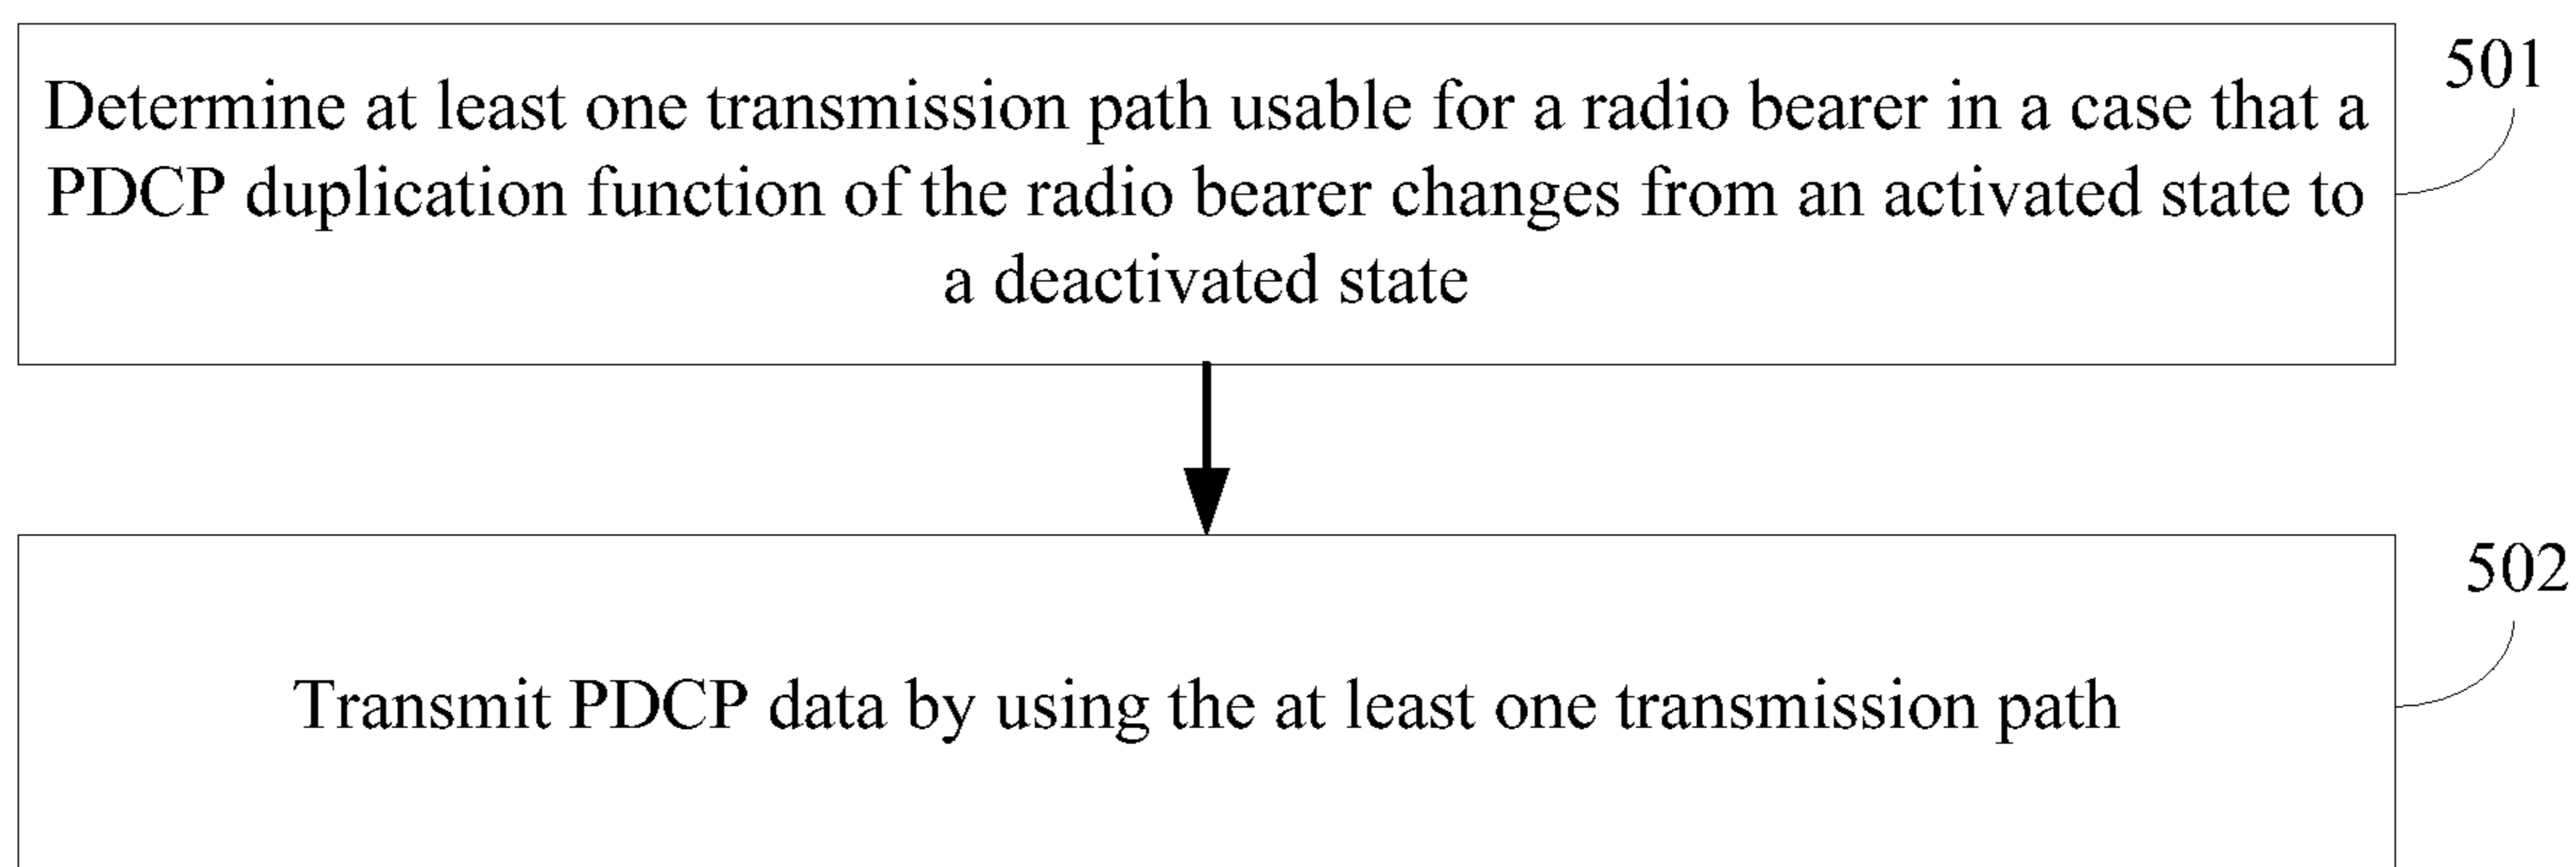 Determine at least one transmission path usable for a radio bearer in a case that a
PDCP duplication function of the radio bearer changes from an activated state to
a deactivated state
501
Transmit PDCP data by using the at least one transmission path
502